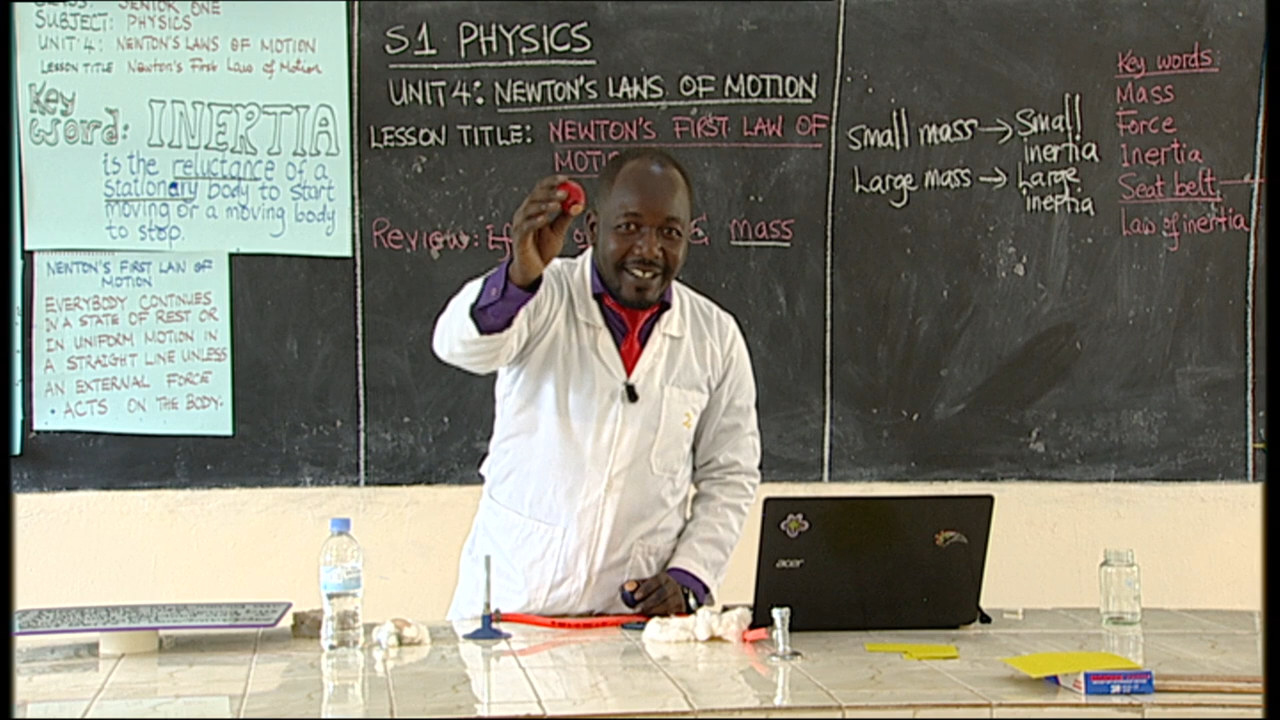 SENIOR ONE
SUBJECT: PHYSICS
UNIT 4: NEWTON'S LAWS OF MOTION
LESSON TITLE Newton's First Law of Motion
Key Word: INERTIA
is the reluctance of a
stationary body to start
moving or a moving body
to stop.
NEWTON'S FIRST LAW OF
MOTION
EVERYBODY CONTINUES
IN A STATE OF REST OR
IN UNIFORM MOTION IN
A STRAIGHT LINE UNLESS
AN EXTERNAL FORCE
• ACTS ON THE BODY.
S1 PHYSICS
UNIT 4: NEWTON'S LAWS OF MOTION
LESSON TITLE: NEWTON'S FIRST LAW OF
Review: & mass
Small mass → Small
inertia
Large mass → Large
inertia
Key words
Mass
Force
Inertia
Seat belt
Law of inertia
acer